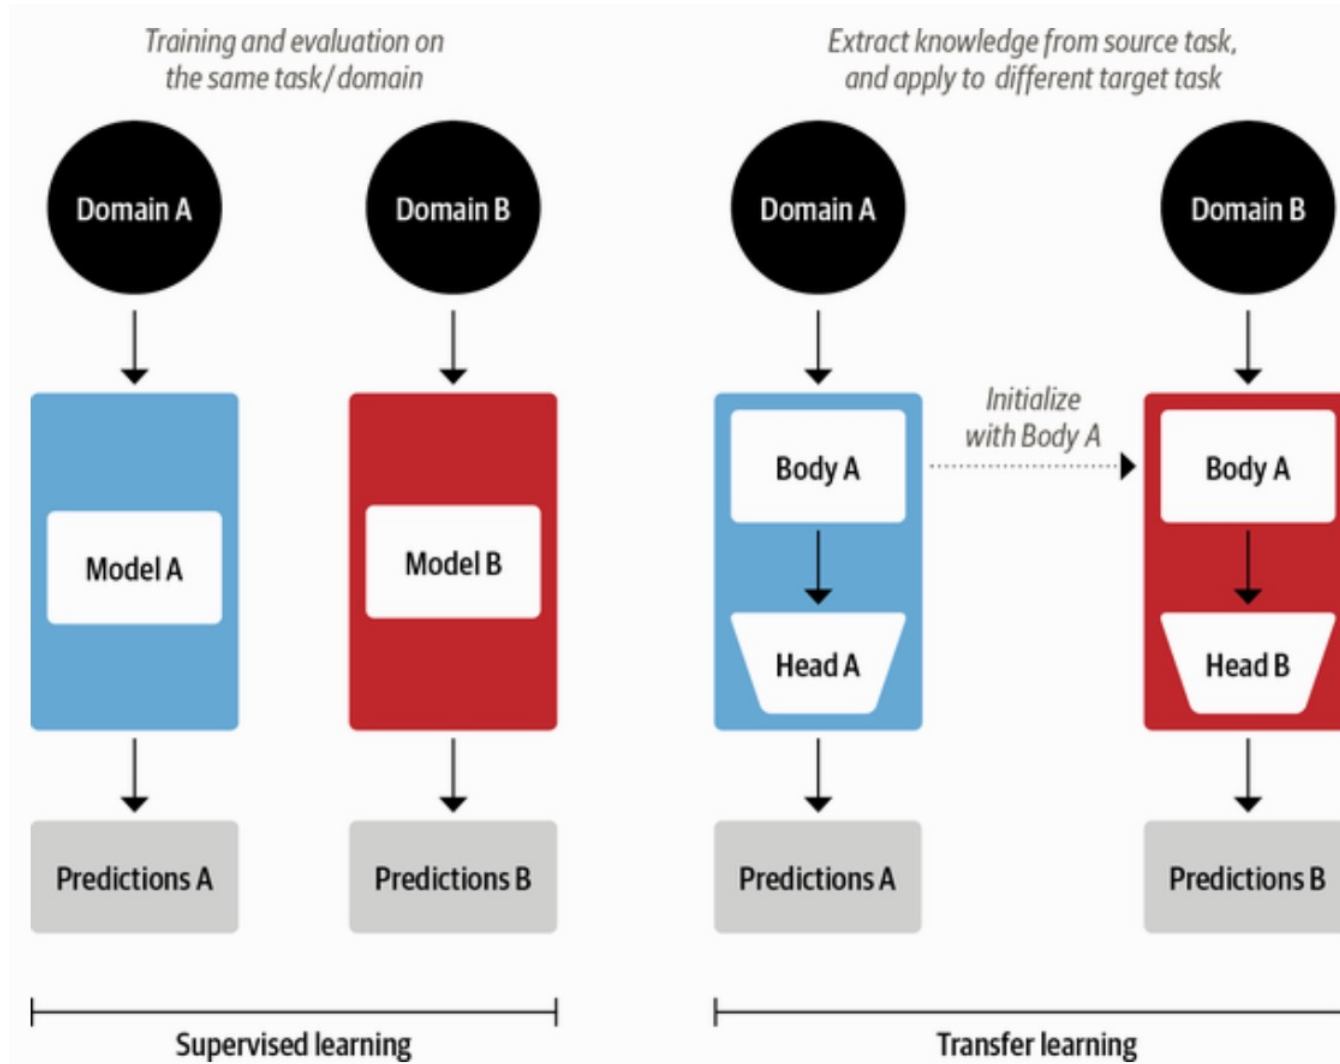 Training and evaluation on
the same task/domain
Extract knowledge from source task,
and apply to different target task
Domain A
Domain B
Domain A
Domain B
Initialize
with Body A
Model A
Model B
Body A
Body A
Head A
Head B
Predictions A
Predictions B
Predictions A
Predictions B
Supervised learning
Transfer learning